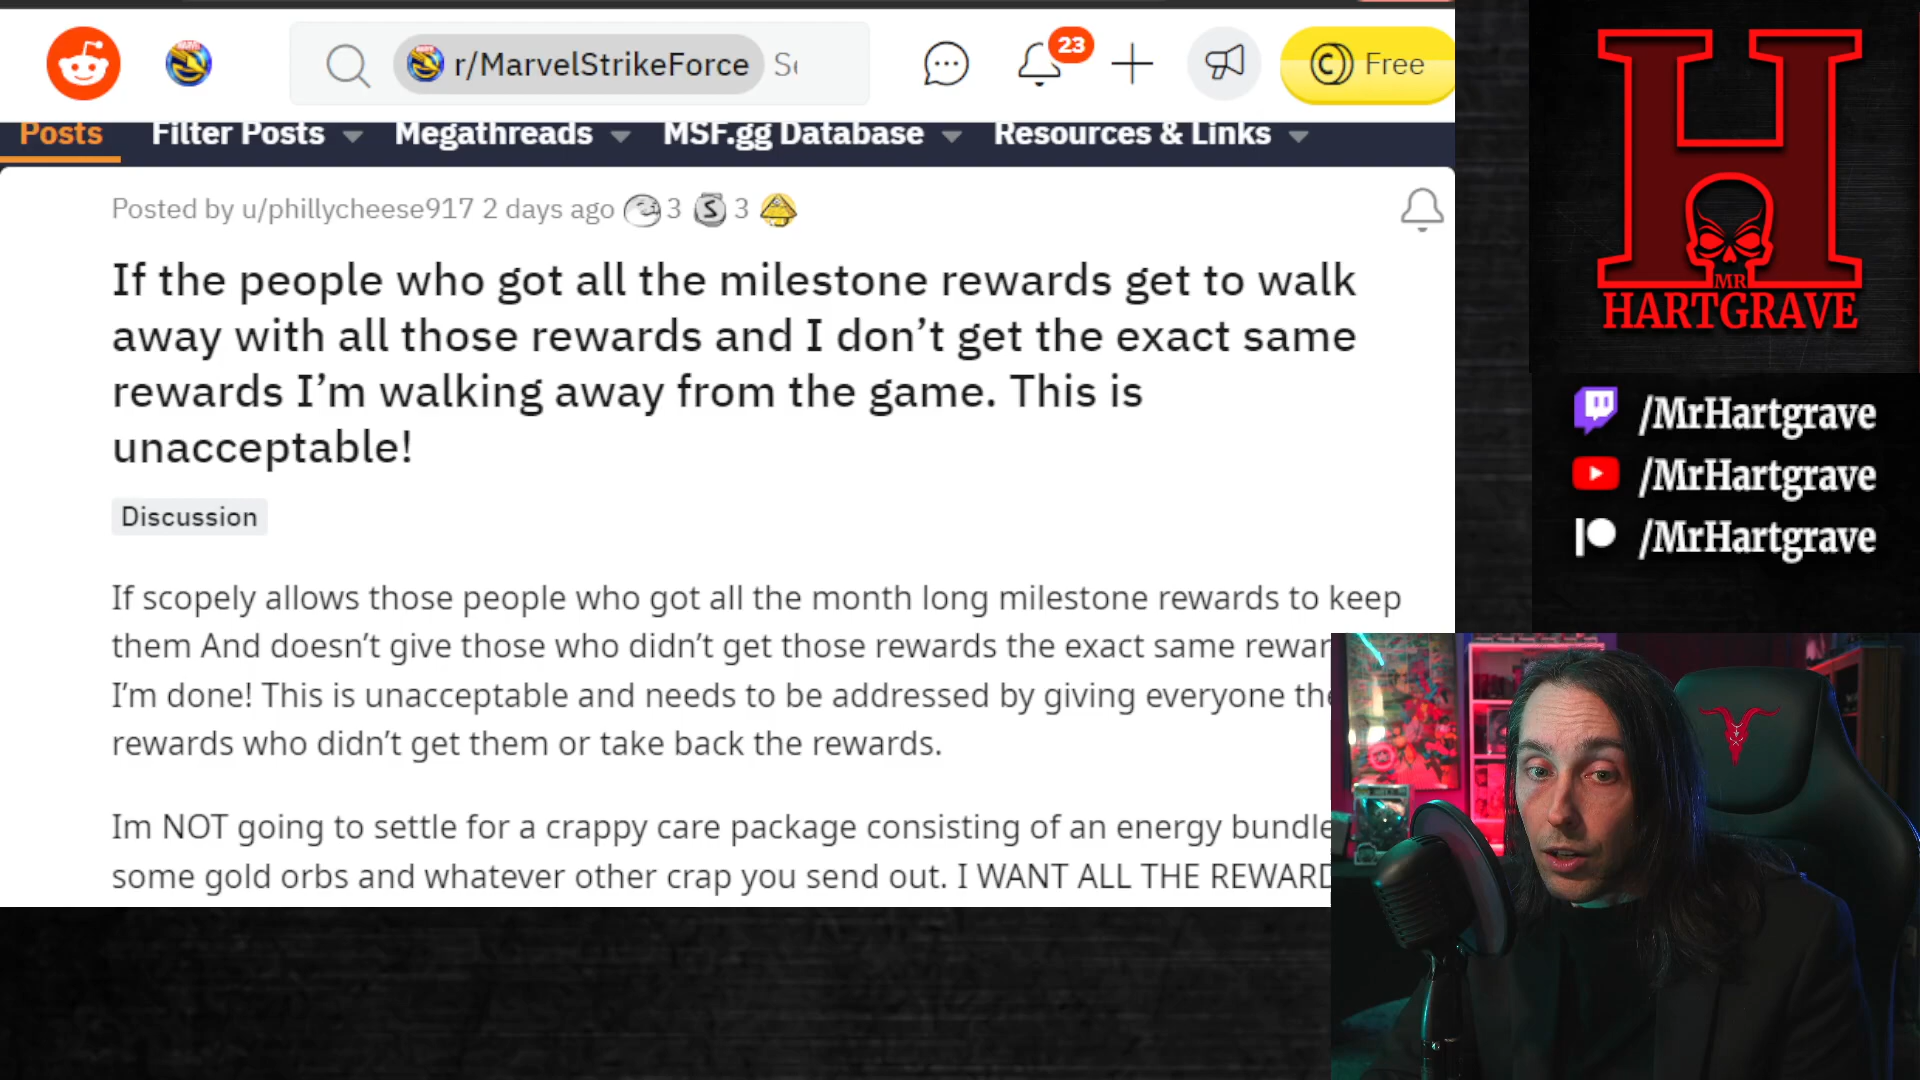 r/MarvelStrikeForce
23
Free
Posts Filter Posts Megathreads MSF.gg Database Resources & Links
Posted by u/phillycheese917 2 days ago 3 S 3
If the people who got all the milestone rewards get to walk
away with all those rewards and I don’t get the exact same
rewards I’m walking away from the game. This is
unacceptable!
Discussion
If scopely allows those people who got all the month long milestone rewards to keep
them And doesn’t give those who didn’t get those rewards the exact same
I’m done! This is unacceptable and needs to be addressed by giving everyone
rewards who didn’t get them or take back the rewards.
Im NOT going to settle for a crappy care package consisting of an energy bundle
some gold orbs and whatever other crap you send out. I WANT ALL THE
H
MR
HARTGRAVE
/MrHartgrave
/MrHartgrave
/MrHartgrave